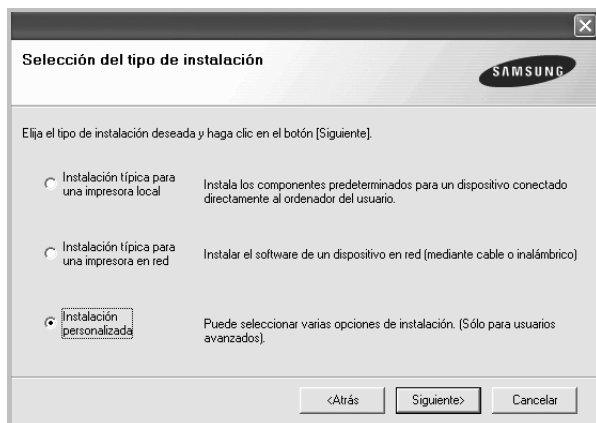 Selección del tipo de instalación
SAMSUNG
Elija el tipo de instalación deseada y haga clic en el botón [Siguiente].
Instalación típica para
una impresora local
Instala los componentes predeterminados para un dispositivo conectado
directamente al ordenador del usuario.
Instalación típica para
una impresora en red
Instalar el software de un dispositivo en red (mediante cable o inalámbrico)
Instalación
personalizada
Puede seleccionar varias opciones de instalación. (Sólo para usuarios
avanzados).
<Atrás
Siguiente>
Cancelar